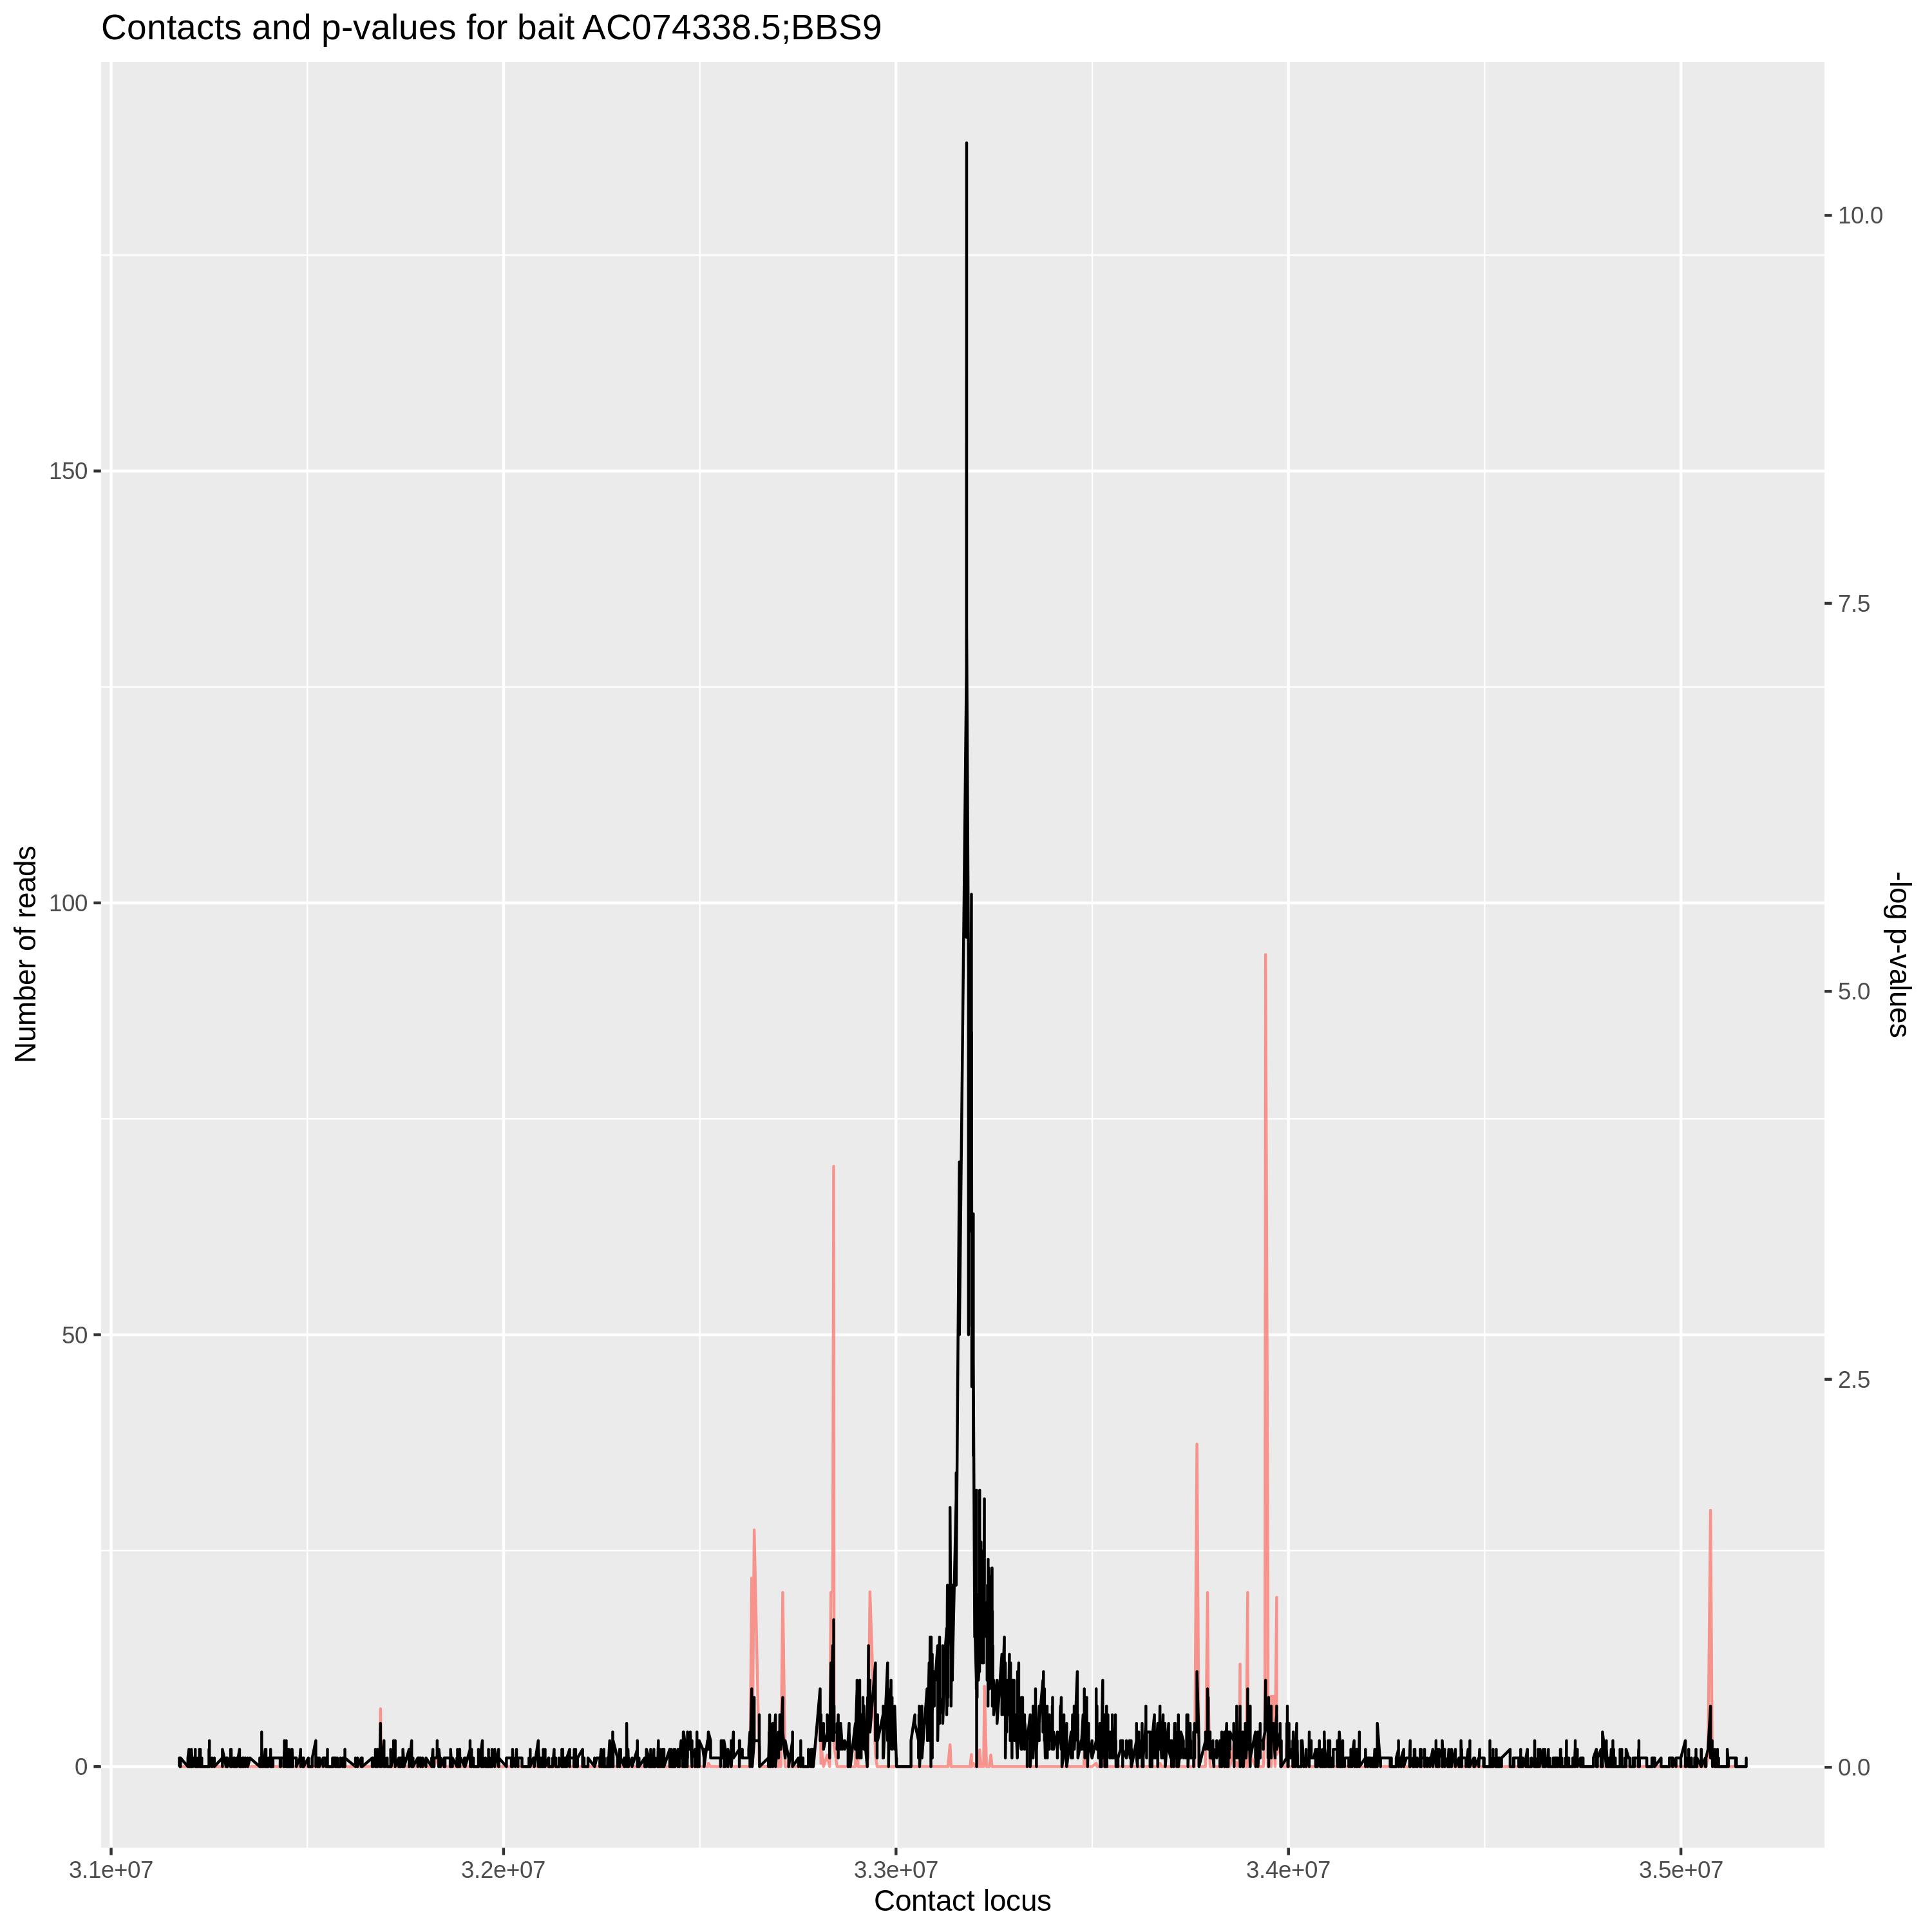 Contacts and p-values for bait AC074338.5;BBS9
Number of reads
150
100
50
0
10.0
7.5
5.0
2.5
0.0
-log p-values
3.1e+07
3.2e+07
3.3e+07
3.4e+07
3.5e+07
Contact locus